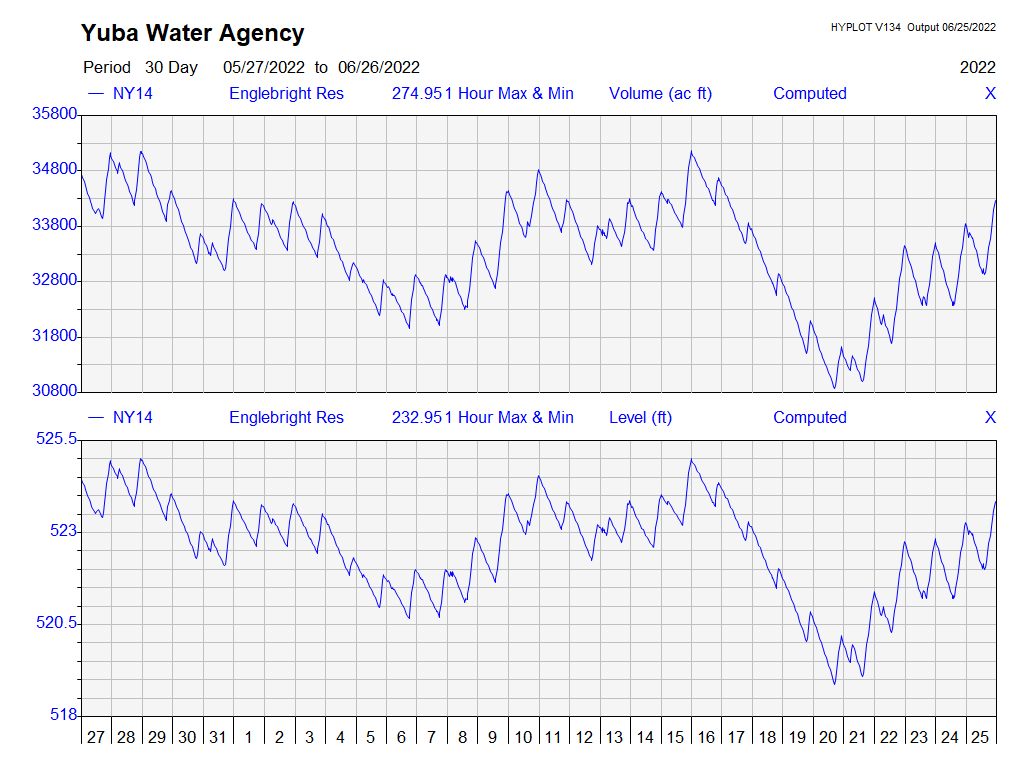 Yuba Water Agency
HYPLOT V134 Output 06/25/2022
Period 30 Day 05/27/2022 to 06/26/2022 2022
— NY14 Englebright Res 274.951 Hour Max & Min Volume (ac ft) Computed X
35800
34800
33800
32800
31800
30800
— NY14 Englebright Res 232.951 Hour Max & Min Level (ft) Computed X
525.5
523
520.5
518
27 28 29 30 31 1 2 3 4 5 6 7 8 9 10 11 12 13 14 15 16 17 18 19 20 21 22 23 24 25